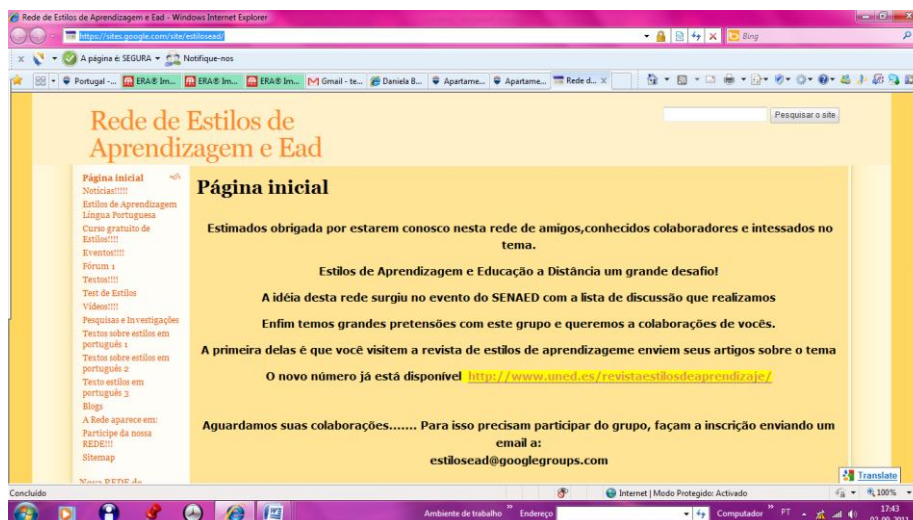 Rede de Estilos de Aprendizagem e Ead - Windows Internet Explorer
https://sites.google.com/site/estilosead/
Bing
A página é SEGURA
Notifique-nos
Portugal -...
ERA® Im...
ERA® Im...
ERA® Im...
Gmail - te...
Daniela B...
Apartame...
Apartame...
Rede d...
Rede de Estilos de
Aprendizagem e Ead
Pesquisar o site
Página inicial
Notícias!!!!!
Estilos de Aprendizagem
Língua Portuguesa
Curso gratuito de
Estilos!!!!
Eventos!!!!
Fórum 1
Textos!!!!
Test de Estilos
Vídeos!!!!
Pesquisas e Investigações
Textos sobre estilos em
português 1
Textos sobre estilos em
português 2
Texto estilos em
português 3
Blogs
A Rede aparece em:
Participe da nossa
REDE!!!
Sitemap
Nova REDE de
Página inicial
Estimados obrigada por estarem conosco nesta rede de amigos,conhecidos colaboradores e intessados no
tema.
Estilos de Aprendizagem e Educação a Distância um grande desafio!
A idéia desta rede surgiu no evento do SENAED com a lista de discussão que realizamos
Enfim temos grandes pretensões com este grupo e queremos a colaborações de vocês.
A primeira delas é que você visitem a revista de estilos de aprendizageme enviem seus artigos sobre o tema
O novo número já está disponível http://www.uned.es/revistaestilosdeaprendizaje/
Aguardamos suas colaborações....... Para isso precisam participar do grupo, façam a inscrição enviando um
email a:
estilosead@googlegroups.com
Translate
Concluído
Internet | Modo Protegido: Activado
100%
Ambiente de trabalho
Endereço
Computador
PT
17:43
02-09-2011